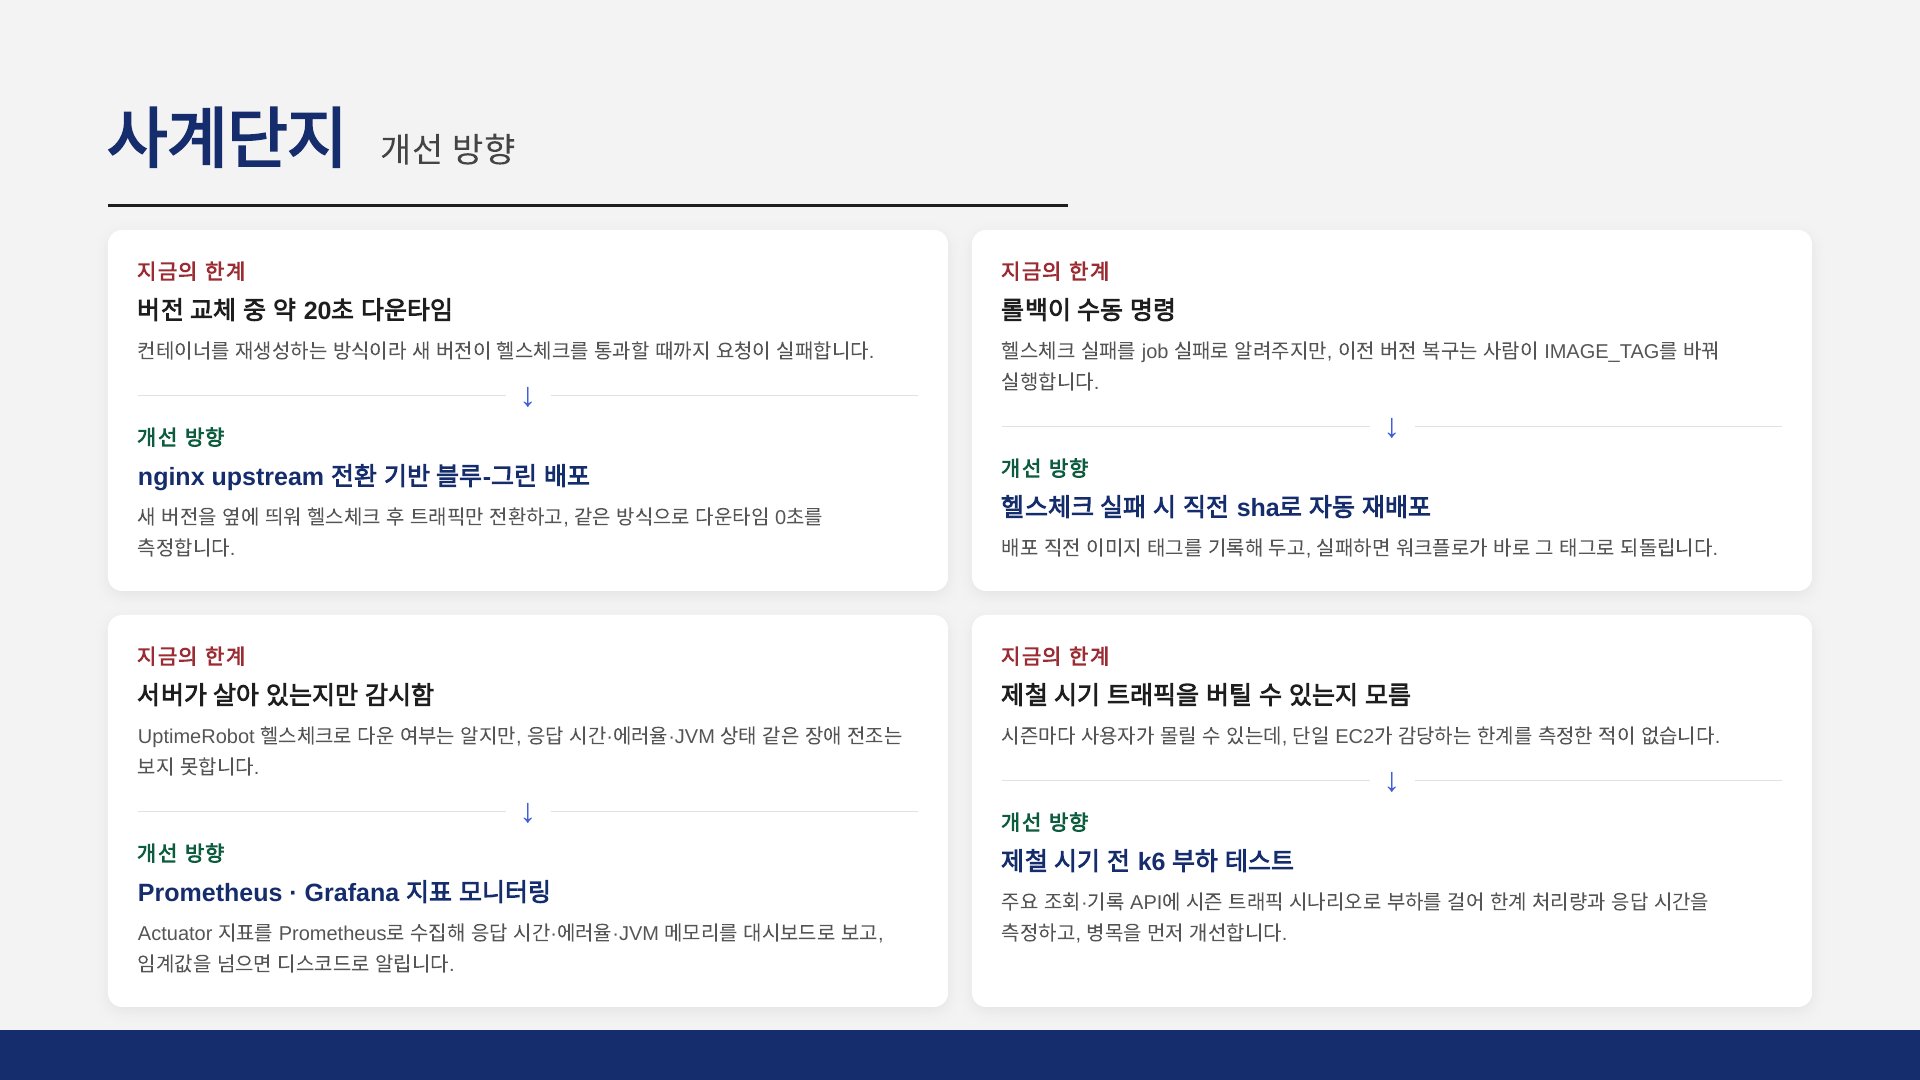 사계단지 개선 방향
지금의 한계
버전 교체 중 약 20초 다운타임
컨테이너를 재생성하는 방식이라 새 버전이 헬스체크를 통과할 때까지 요청이 실패합니다.
↓
개선 방향
nginx upstream 전환 기반 블루-그린 배포
새 버전을 옆에 띄워 헬스체크 후 트래픽만 전환하고, 같은 방식으로 다운타임 0초를
측정합니다.
지금의 한계
롤백이 수동 명령
헬스체크 실패를 job 실패로 알려주지만, 이전 버전 복구는 사람이 IMAGE_TAG를 바꿔
실행합니다.
↓
개선 방향
헬스체크 실패 시 직전 sha로 자동 재배포
배포 직전 이미지 태그를 기록해 두고, 실패하면 워크플로가 바로 그 태그로 되돌립니다.
지금의 한계
서버가 살아 있는지만 감시함
UptimeRobot 헬스체크로 다운 여부는 알지만, 응답 시간·에러율·JVM 상태 같은 장애 전조는
보지 못합니다.
↓
개선 방향
Prometheus · Grafana 지표 모니터링
Actuator 지표를 Prometheus로 수집해 응답 시간·에러율·JVM 메모리를 대시보드로 보고,
임계값을 넘으면 디스코드로 알립니다.
지금의 한계
제철 시기 트래픽을 버틸 수 있는지 모름
시즌마다 사용자가 몰릴 수 있는데, 단일 EC2가 감당하는 한계를 측정한 적이 없습니다.
↓
개선 방향
제철 시기 전 k6 부하 테스트
주요 조회·기록 API에 시즌 트래픽 시나리오로 부하를 걸어 한계 처리량과 응답 시간을
측정하고, 병목을 먼저 개선합니다.